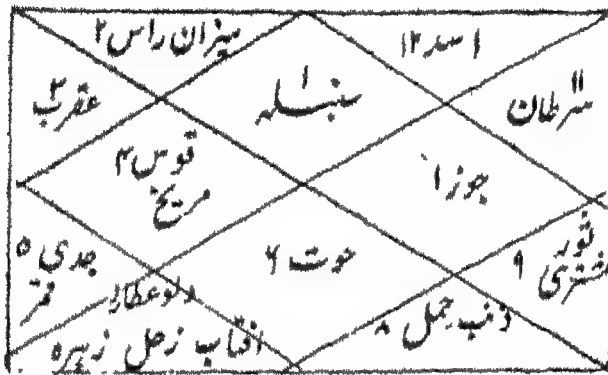 میزان راس ۲
اسد ۱۲
عقرب ۳
سنبلہ ۱
سرطان ۱۱
قوس ۴
مریخ
جوزا ۱۰
جدی ۵
قمر
حوت ۶
ثور ۹
مشتری
دلو عطارد
ذنب حمل ۸
آفتاب زحل زہرہ